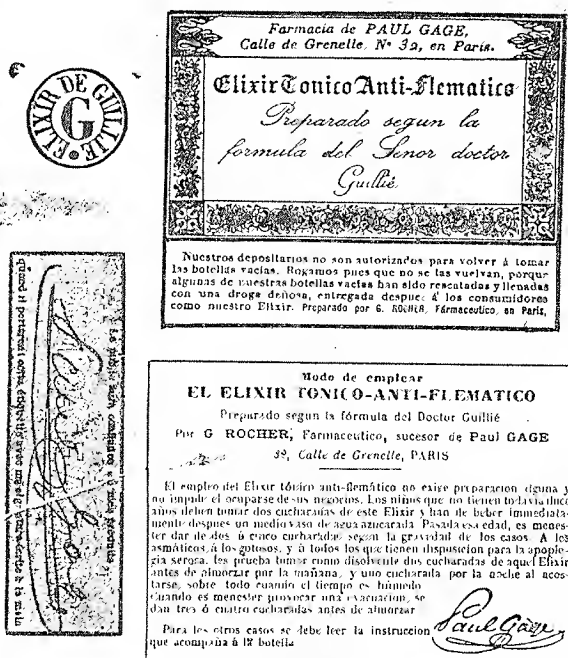 Farmacia de PAUL GAGE,
Calle de Grenelle, Nº 32, en Paris.
Elixir Tonico Anti-Flematico
Preparado segun la
formula del Senor doctor
Guillié
ELIXIR DE GUILLIE
G
Nuestros depositarios no son autorizados para volver á tomar
las botellas vacias. Rogamos pues que no se las vuelvan, porque
algunas de nuestras botellas vacias han sido rescatadas y llenadas
con una droga dañosa, entregada despues á los consumidores
como nuestro Elixir. Preparado por G. ROCHER, Fármaceutico, en Paris,
Modo de emplear
EL ELIXIR TONICO-ANTI-FLEMATICO
Preparado segun la fórmula del Doctor Guillié
Por G ROCHER, Farmaceutico, sucesor de Paul GAGE
32, Calle de Grenelle, PARIS
El empleo del Elixir tónico anti-flemático no exige preparacion alguna y
no impide el ocuparse de sus negocios. Los niños que no tienen todavia diez
años deben tomar dos cucharadas de este Elixir y han de beber immediata-
mente despues un medio vaso de agua azucarada. Pasada esa edad, es menes-
ter dar de dos á cinco cucharadas segun la gravedad de los casos. A los
asmáticos, á los gotosos, y á todos los que tienen disposicion para la apople-
gia serosa, les prueba tomar como disolvente dos cucharadas de aquel Elixir
antes de almorzar por la mañana, y uno cucharada por la noche al acos-
tarse, sobre todo cuando el tiempo es húmedo
Cuando es menester provocar una evacuacion, se
dan tres ó cuatro cucharadas antes de almorzar
Para los otros casos se debe leer la instruccion
que acompaña á la botella
Paul Gage